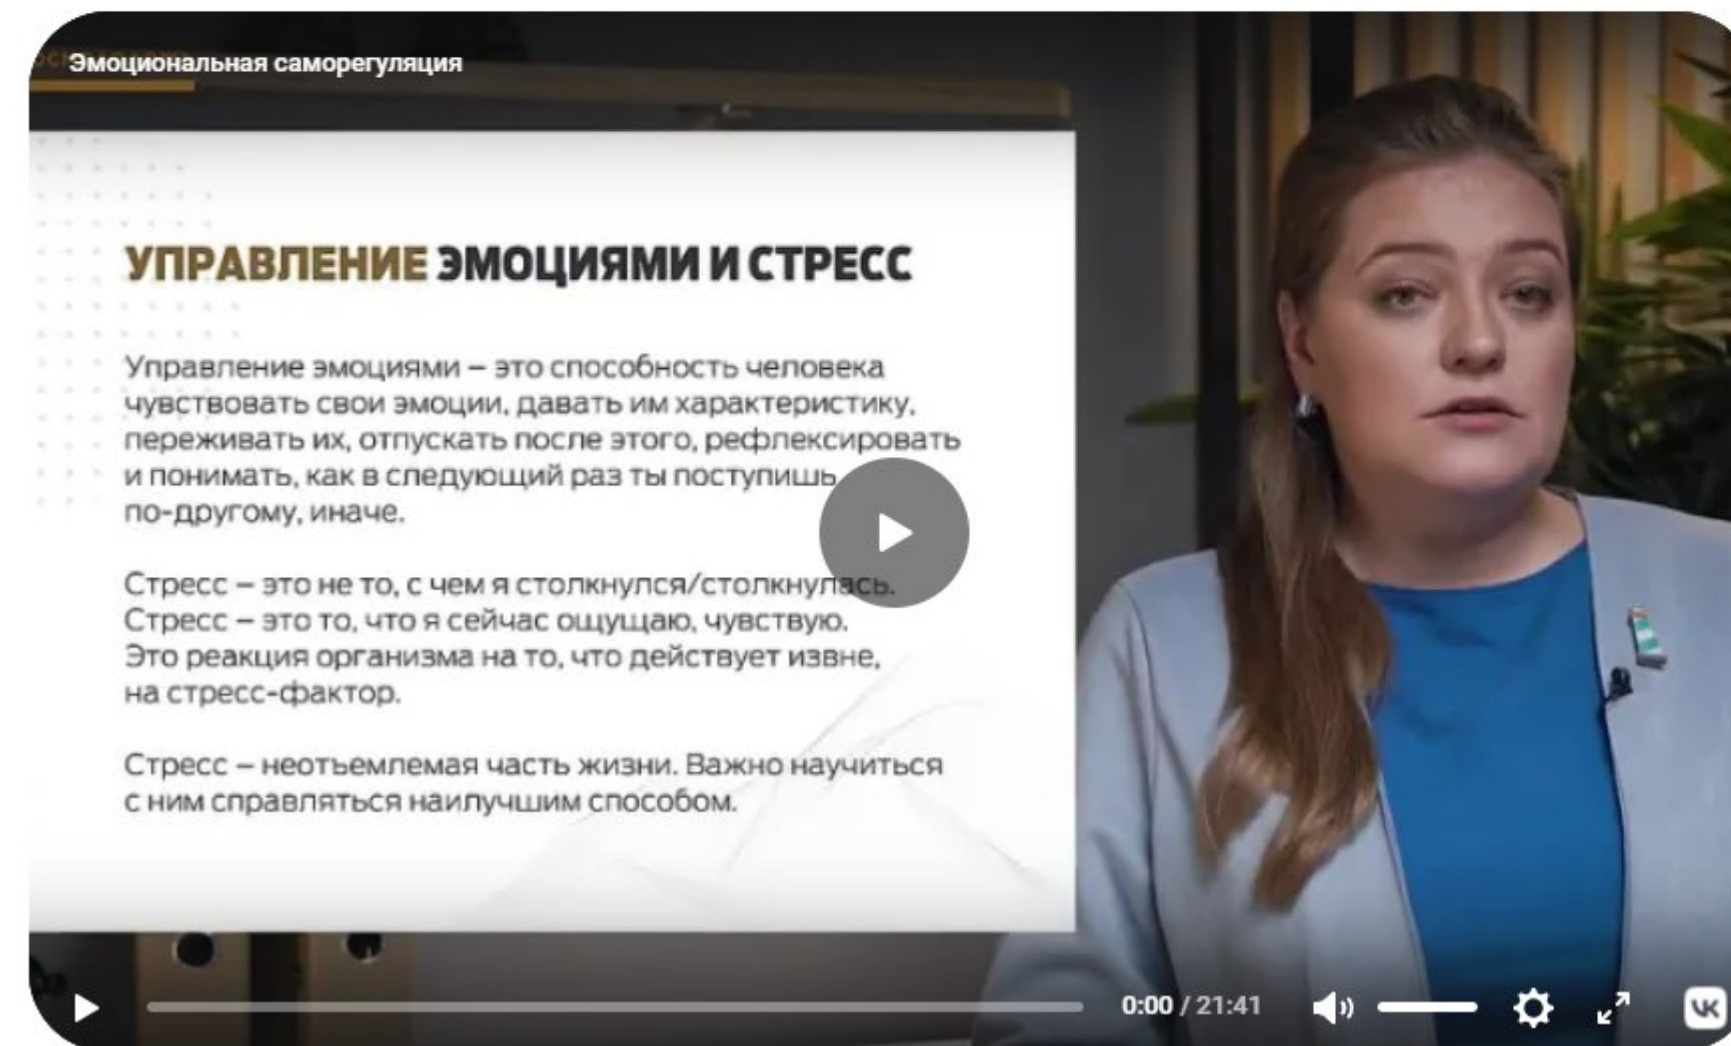 Эмоциональная саморегуляция
УПРАВЛЕНИЕ ЭМОЦИЯМИ И СТРЕСС
Управление эмоциями – это способность человека
чувствовать свои эмоции, давать им характеристику,
переживать их, отпускать после этого, рефлексировать
и понимать, как в следующий раз ты поступишь
по-другому, иначе.
Стресс – это не то, с чем я столкнулся/столкнулась.
Стресс – это то, что я сейчас ощущаю, чувствую.
Это реакция организма на то, что действует извне,
на стресс-фактор.
Стресс – неотъемлемая часть жизни. Важно научиться
с ним справляться наилучшим способом.
0:00 / 21:41